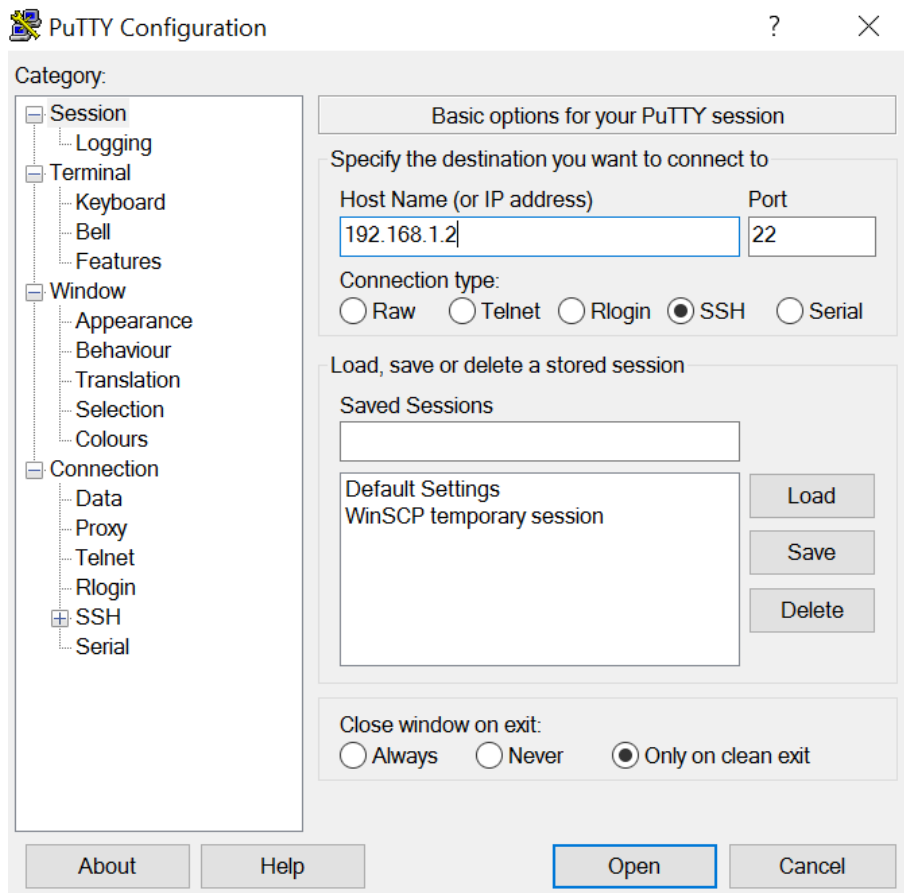 PuTTY Configuration
?
Category:
Session
Logging
Terminal
Keyboard
Bell
Features
Window
Appearance
Behaviour
Translation
Selection
Colours
Connection
Data
Proxy
Telnet
Rlogin
SSH
Serial
Basic options for your PuTTY session
Specify the destination you want to connect to
Host Name (or IP address) Port
192.168.1.2 22
Connection type:
Raw Telnet Rlogin SSH Serial
Load, save or delete a stored session
Saved Sessions
Default Settings
WinSCP temporary session
Load
Save
Delete
Close window on exit:
Always Never Only on clean exit
About Help Open Cancel